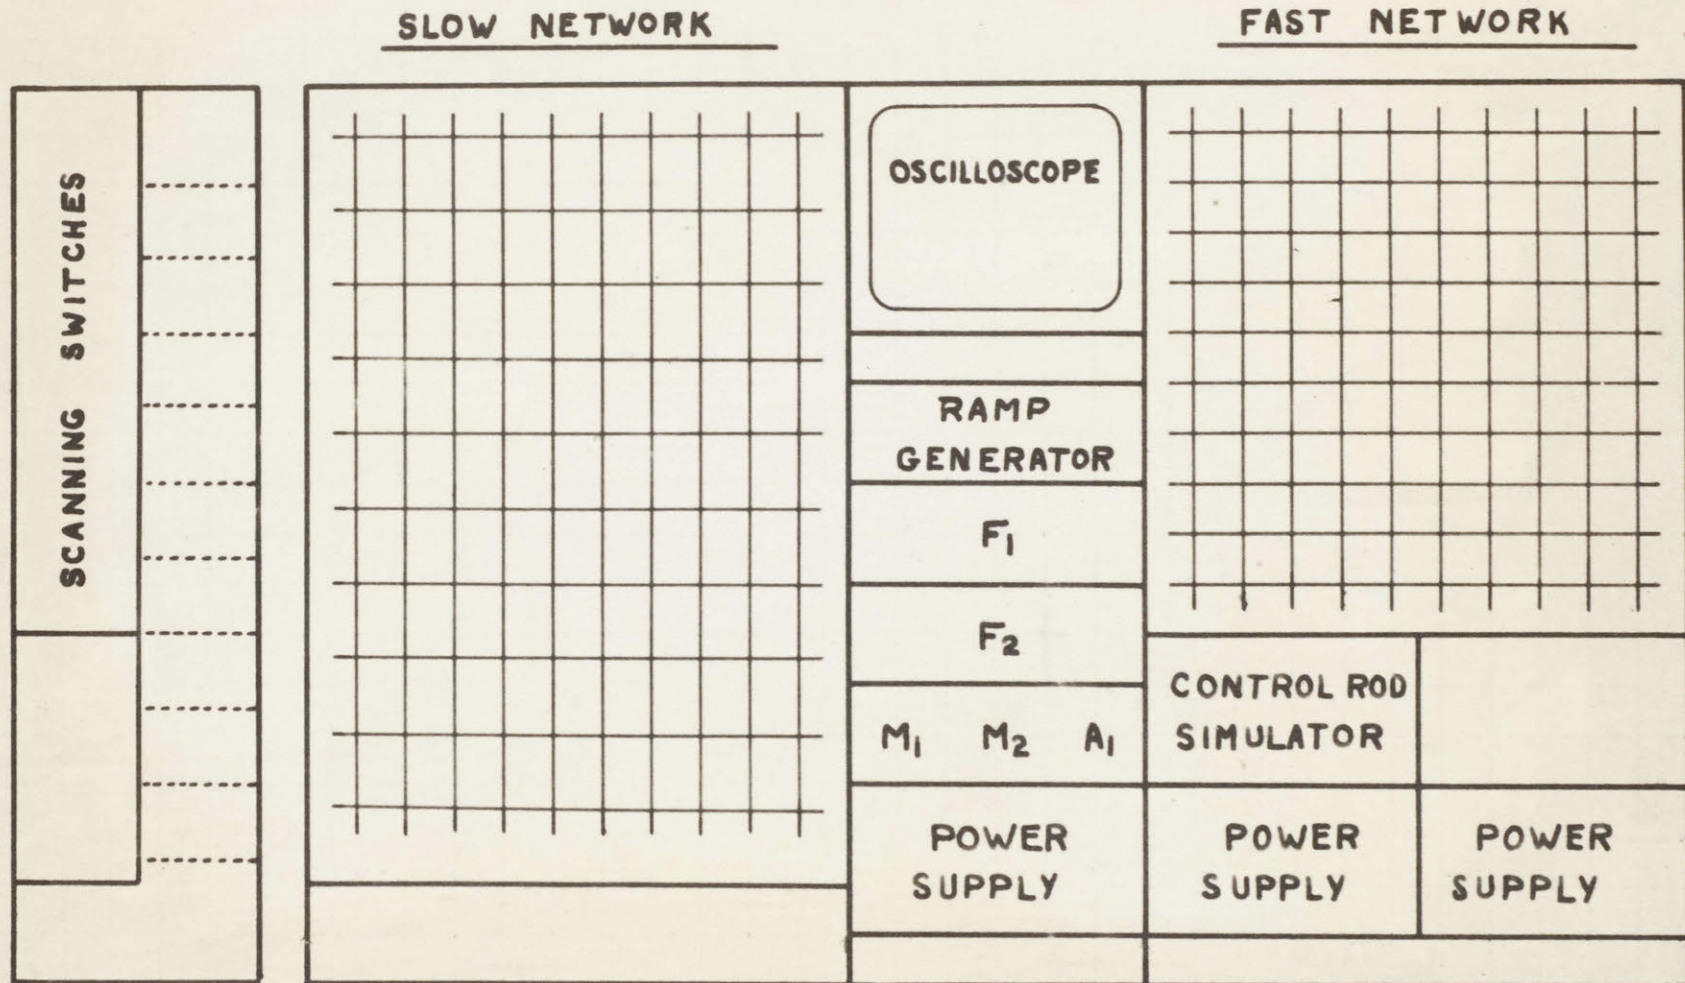 SLOW NETWORK
FAST NETWORK
SCANNING SWITCHES
OSCILLOSCOPE
RAMP
GENERATOR
F₁
F₂
M₁ M₂ A₁
CONTROL ROD
SIMULATOR
POWER
SUPPLY
POWER
SUPPLY
POWER
SUPPLY